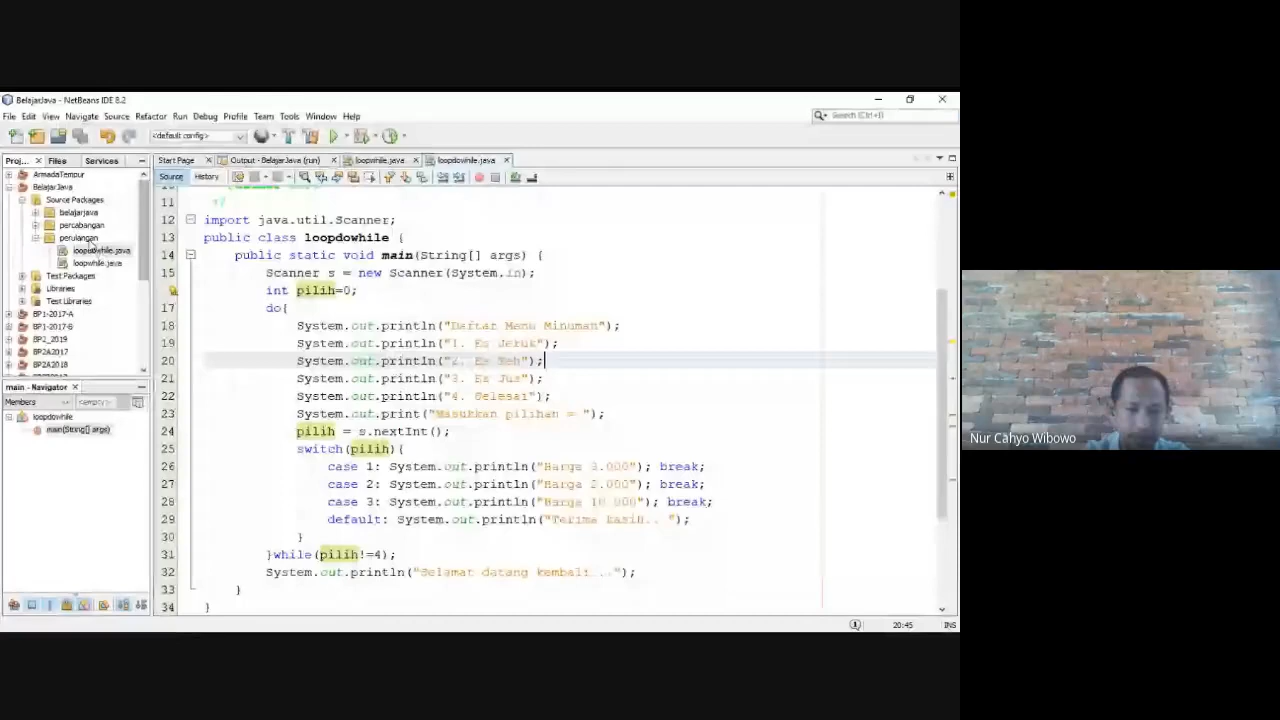 BelajarJava - NetBeans IDE 8.2
File Edit View Navigate Source Refactor Run Debug Profile Team Tools Window Help
Search (Ctrl+I)
<default config>
Proj... Files Services
Start Page Output - BelajarJava (run) loopwhile.java loopdowhile.java
Source History
ArmadaTempur
BelajarJava
Source Packages
belajarjava
percabangan
perulangan
loopdowhile.java
loopwhile.java
Test Packages
Libraries
Test Libraries
BP1-2017-A
BP1-2017-B
BP2_2019
BP2A2017
BP2A2018
main - Navigator
Members <empty>
loopdowhile
main(String[] args)
11 */
12 import java.util.Scanner;
13 public class loopdowhile {
14 public static void main(String[] args) {
15 Scanner s = new Scanner(System.in);
int pilih=0;
17 do{
18 System.out.println("Daftar Menu Minuman");
19 System.out.println("1. Es Jeruk");
20 System.out.println("2. Es Teh");
21 System.out.println("3. Es Jus");
22 System.out.println("4. Selesai");
23 System.out.print("Masukkan pilihan = ");
24 pilih = s.nextInt();
25 switch(pilih){
26 case 1: System.out.println("Harga 3.000"); break;
27 case 2: System.out.println("Harga 2.000"); break;
28 case 3: System.out.println("Harga 10.000"); break;
29 default: System.out.println("Terima kasih.. ");
30 }
31 }while(pilih!=4);
32 System.out.println("Selamat datang kembali...");
33 }
34 }
20:45 INS
Nur Cahyo Wibowo